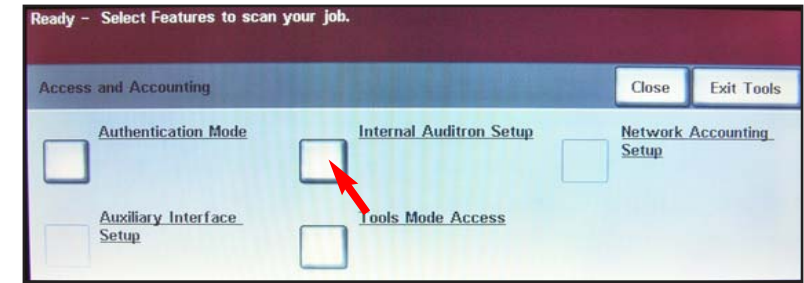 Ready - Select Features to scan your job.
Access and Accounting
Close
Exit Tools
Authentication Mode
Internal Auditron Setup
Network Accounting
Setup
Auxiliary Interface
Setup
Tools Mode Access